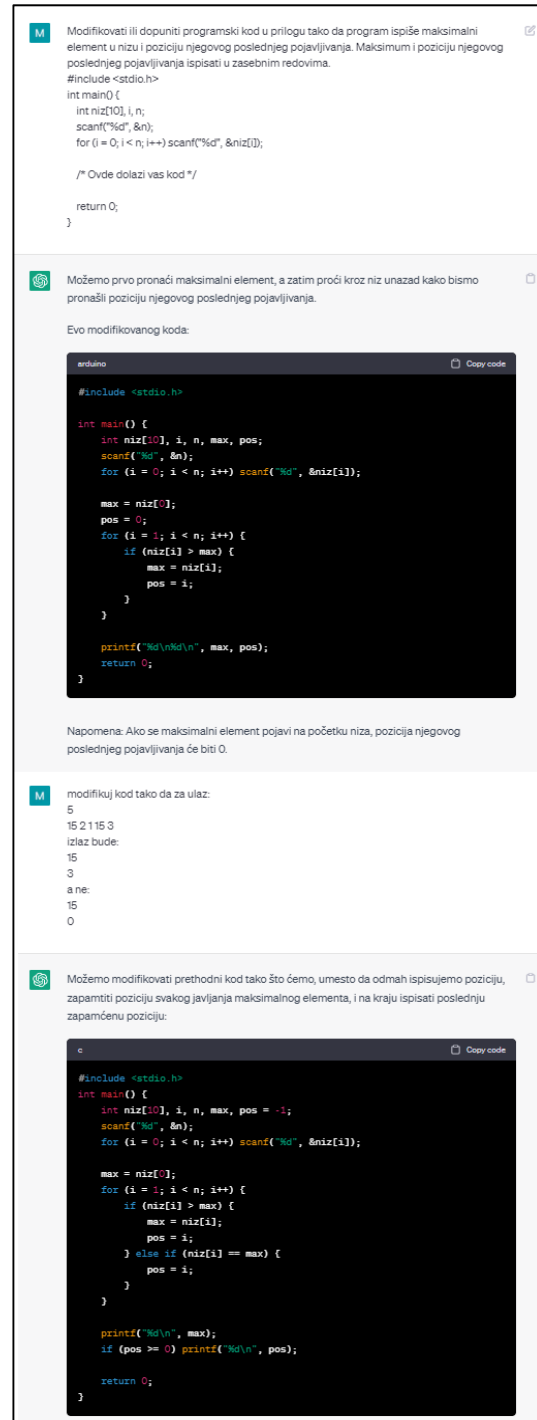 M
Modifikovati ili dopuniti programski kod u prilogu tako da program ispiše maksimalni
element u nizu i poziciju njegovog poslednjeg pojavljivanja. Maksimum i poziciju njegovog
poslednjeg pojavljivanja ispisati u zasebnim redovima.
#include <stdio.h>
int main() {
int niz[10], i, n;
scanf("%d", &n);
for (i = 0; i < n; i++) scanf("%d", &niz[i]);
/* Ovde dolazi vas kod */
return 0;
}
Možemo prvo pronaći maksimalni element, a zatim proći kroz niz unazad kako bismo
pronašli poziciju njegovog poslednjeg pojavljivanja.
Evo modifikovanog koda:
arduino Copy code
#include <stdio.h>
int main() {
int niz[10], i, n, max, pos;
scanf("%d", &n);
for (i = 0; i < n; i++) scanf("%d", &niz[i]);
max = niz[0];
pos = 0;
for (i = 1; i < n; i++) {
if (niz[i] > max) {
max = niz[i];
pos = i;
}
}
printf("%d\n%d\n", max, pos);
return 0;
}
Napomena: Ako se maksimalni element pojavi na početku niza, pozicija njegovog
poslednjeg pojavljivanja će biti 0.
M
modifikuj kod tako da za ulaz:
5
15 2 1 15 3
izlaz bude:
15
3
a ne:
15
0
Možemo modifikovati prethodni kod tako što ćemo, umesto da odmah ispisujemo poziciju,
zapamtiti poziciju svakog javljanja maksimalnog elementa, i na kraju ispisati poslednju
zapamćenu poziciju:
c Copy code
#include <stdio.h>
int main() {
int niz[10], i, n, max, pos = -1;
scanf("%d", &n);
for (i = 0; i < n; i++) scanf("%d", &niz[i]);
max = niz[0];
for (i = 1; i < n; i++) {
if (niz[i] > max) {
max = niz[i];
pos = i;
} else if (niz[i] == max) {
pos = i;
}
}
printf("%d\n", max);
if (pos >= 0) printf("%d\n", pos);
return 0;
}